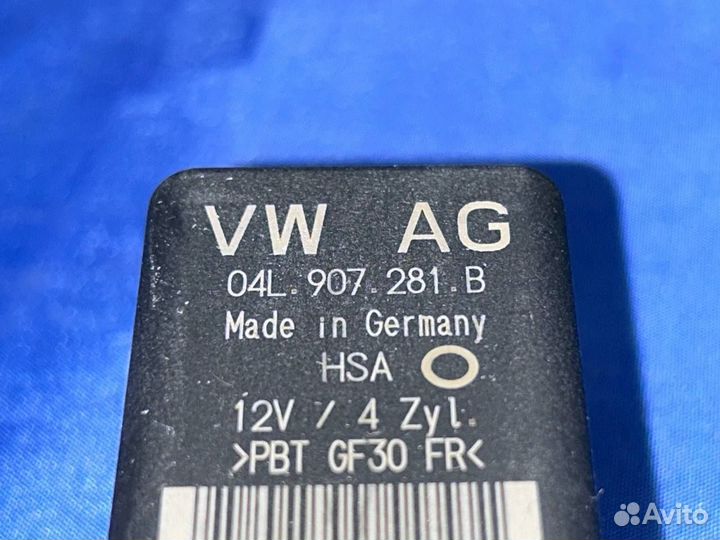 VW AG
04L.907.281.B
Made in Germany
HSA
12V / 4 Zyl.
>PBT GF30 FR<
Avito